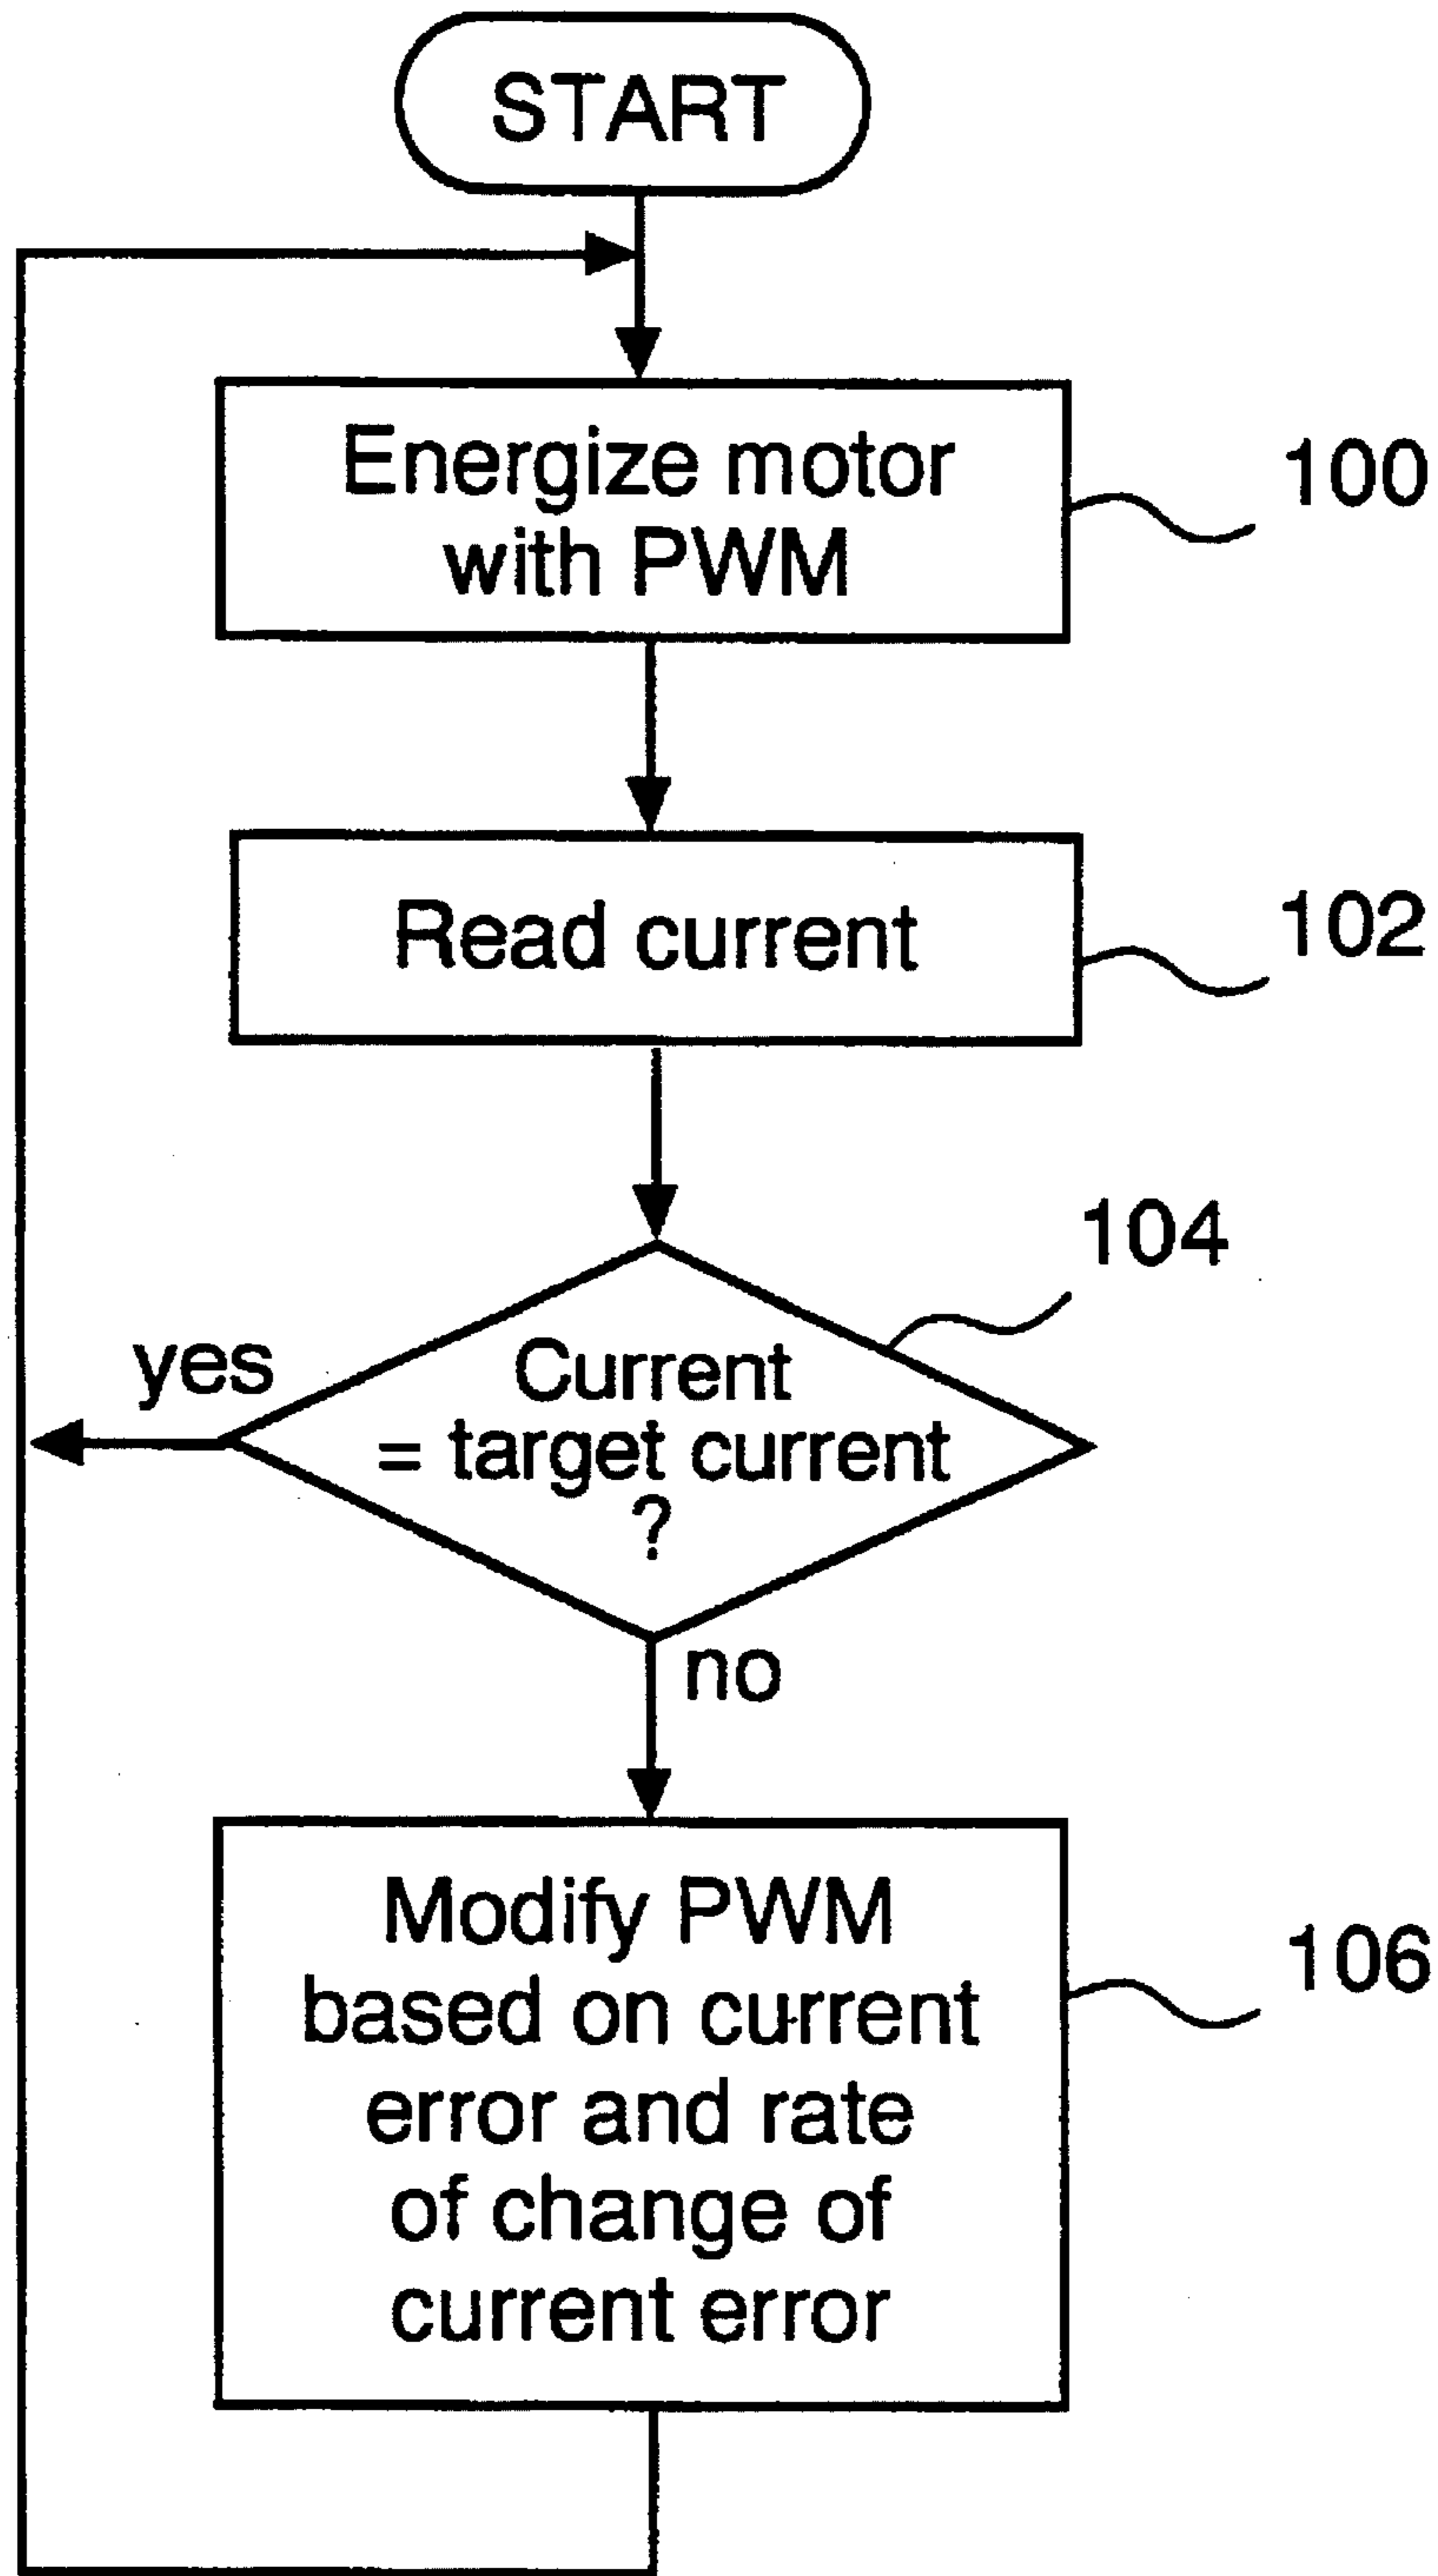 START
Energize motor
with PWM
100
Read current
102
104
yes
Current
= target current
?
no
Modify PWM
based on current
error and rate
of change of
current error
106